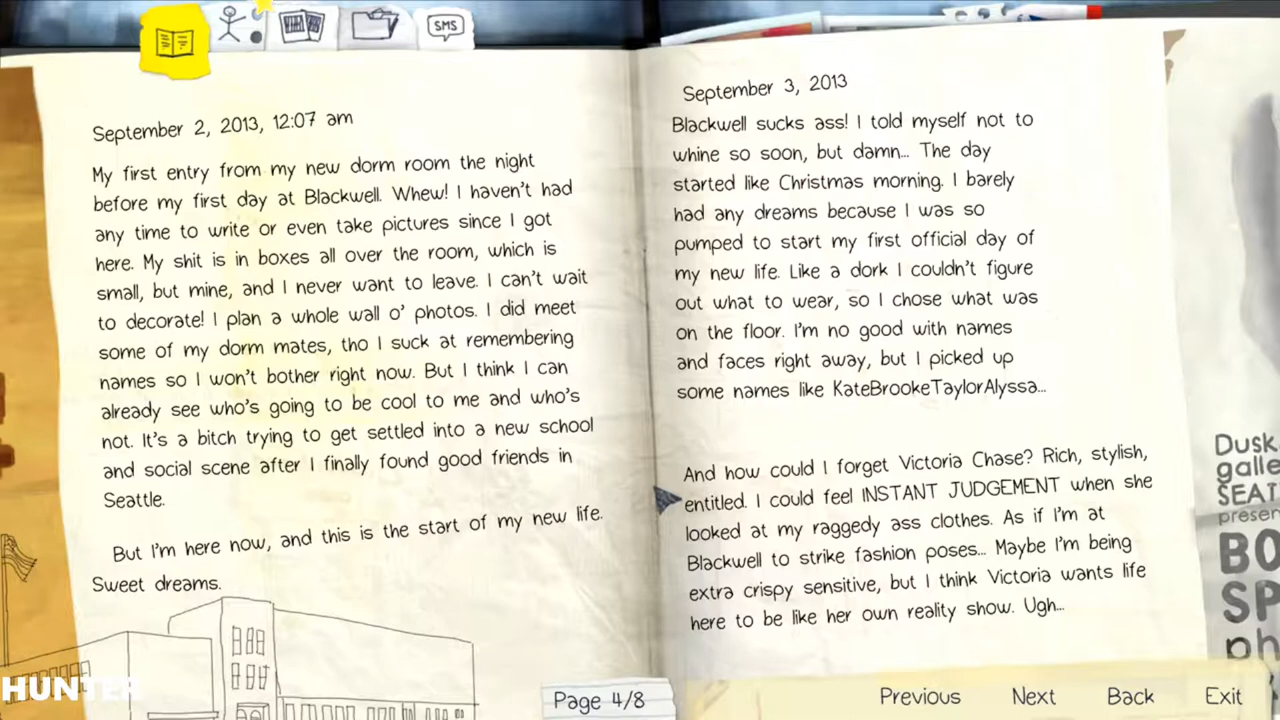 SMS
September 2, 2013, 12:07 am
My first entry from my new dorm room the night
before my first day at Blackwell. Whew! I haven't had
any time to write or even take pictures since I got
here. My shit is in boxes all over the room, which is
small, but mine, and I never want to leave. I can't wait
to decorate! I plan a whole wall o' photos. I did meet
some of my dorm mates, tho I suck at remembering
names so I won't bother right now. But I think I can
already see who's going to be cool to me and who's
not. It's a bitch trying to get settled into a new school
and social scene after I finally found good friends in
Seattle.
But I'm here now, and this is the start of my new life.
Sweet dreams.
September 3, 2013
Blackwell sucks ass! I told myself not to
whine so soon, but damn... The day
started like Christmas morning. I barely
had any dreams because I was so
pumped to start my first official day of
my new life. Like a dork I couldn't figure
out what to wear, so I chose what was
on the floor. I'm no good with names
and faces right away, but I picked up
some names like KateBrookeTaylorAlyssa...
And how could I forget Victoria Chase? Rich, stylish,
entitled. I could feel INSTANT JUDGEMENT when she
looked at my raggedy ass clothes. As if I'm at
Blackwell to strike fashion poses... Maybe I'm being
extra crispy sensitive, but I think Victoria wants life
here to be like her own reality show. Ugh...
Dusk
galle
SEAT
presen
BO
SP
ph
HUNTER
Page 4/8
Previous Next Back Exit